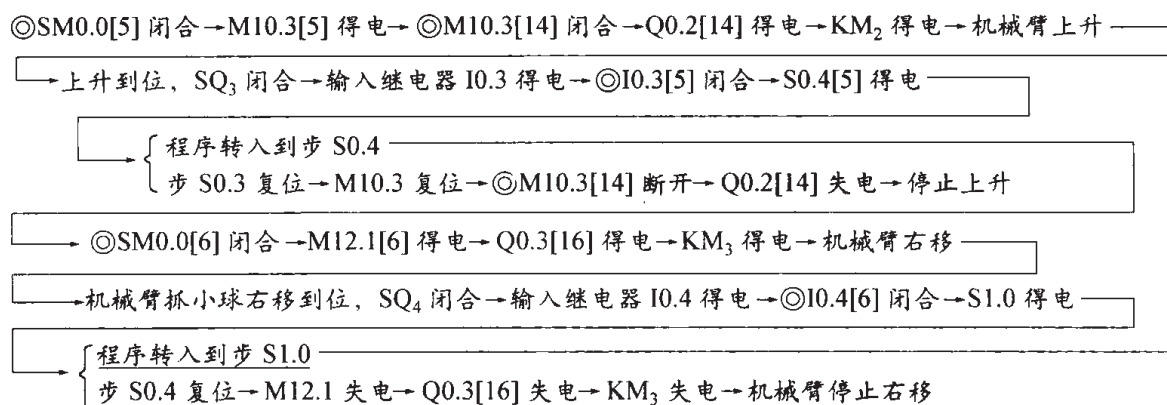 ◎SM0.0[5] 闭合→M10.3[5] 得电→ ◎M10.3[14] 闭合→Q0.2[14] 得电→KM₂ 得电→机械臂上升
→上升到位，SQ₃ 闭合→输入继电器 I0.3 得电→◎I0.3[5] 闭合→S0.4[5] 得电
→{程序转入到步 S0.4
步 S0.3 复位→M10.3 复位→◎M10.3[14] 断开→Q0.2[14] 失电→停止上升
→ ◎SM0.0[6] 闭合→M12.1[6] 得电→Q0.3[16] 得电→KM₃ 得电→机械臂右移
→机械臂抓小球右移到位，SQ₄ 闭合→输入继电器 I0.4 得电→◎I0.4[6] 闭合→S1.0 得电
→{程序转入到步 S1.0
步 S0.4 复位→M12.1 失电→Q0.3[16] 失电→KM₃ 失电→机械臂停止右移